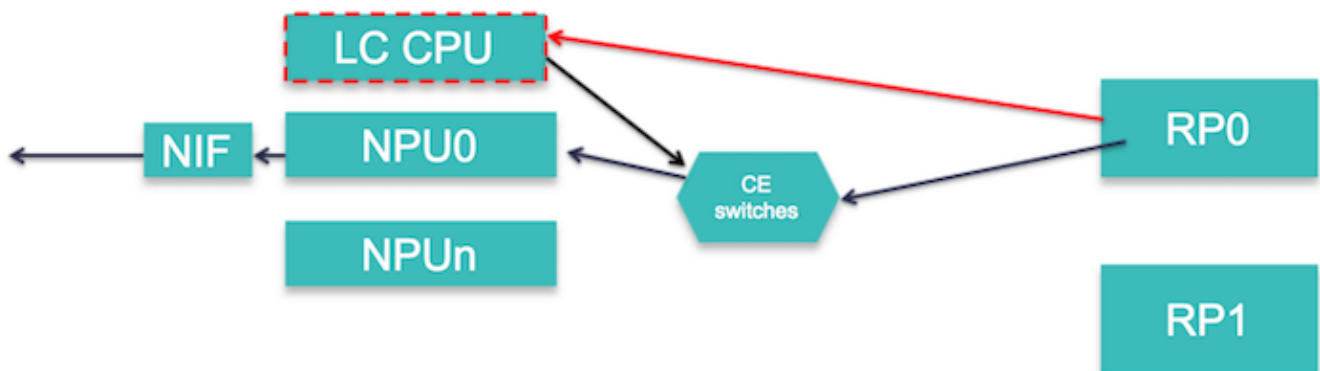 LC CPU
RP0
NIF
NPU0
CE
switches
NPUn
RP1